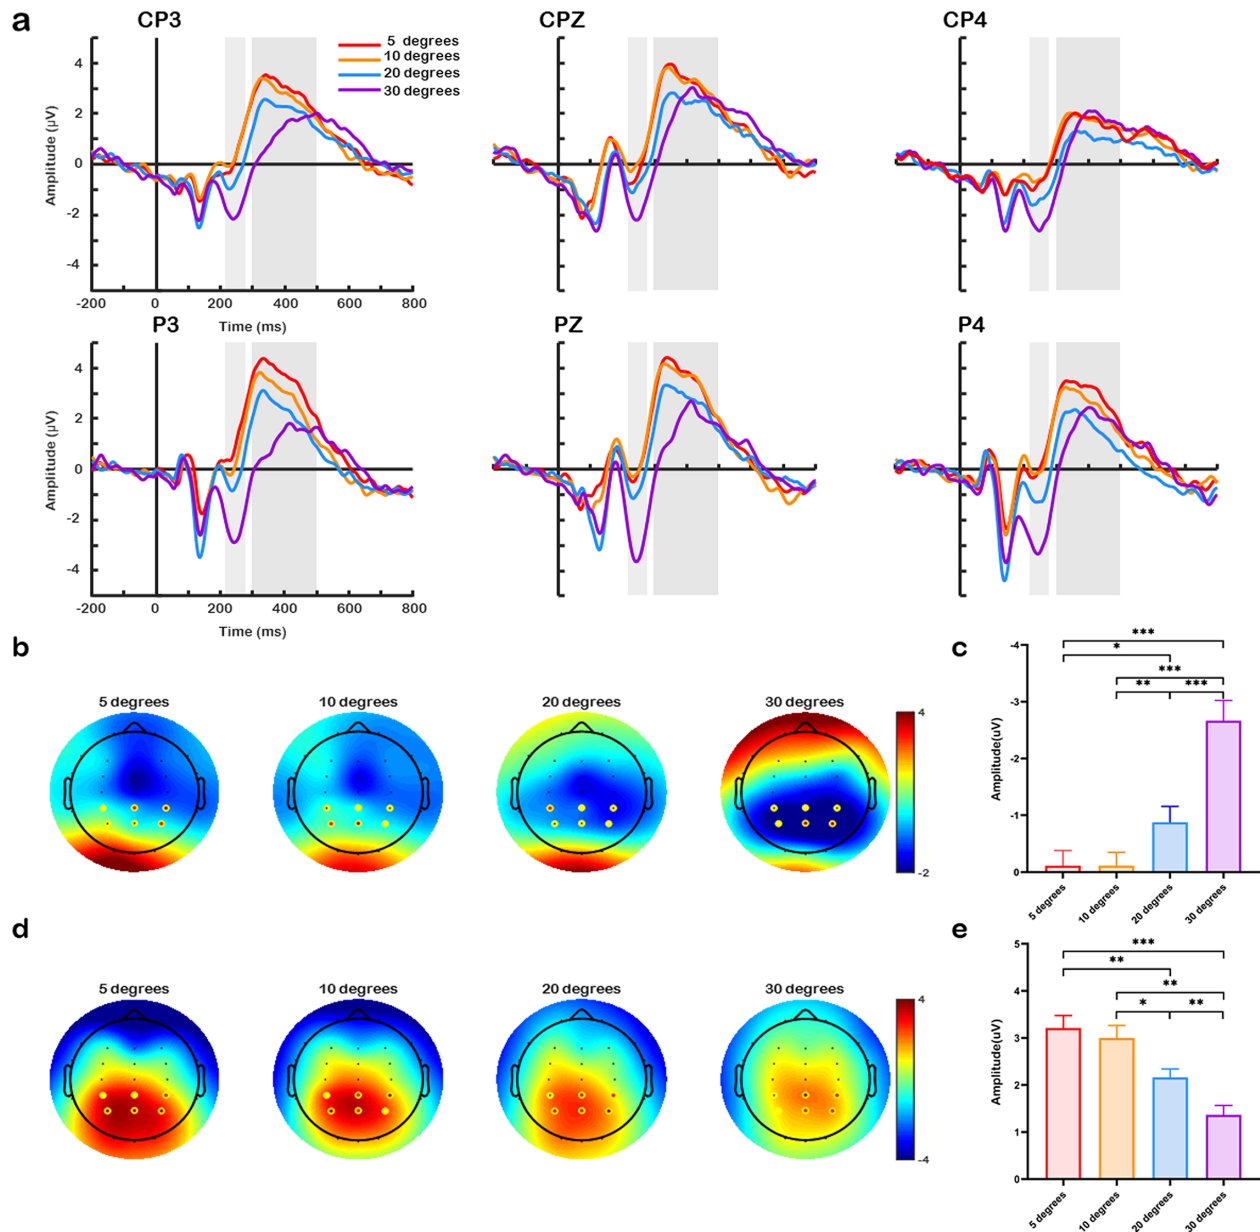 a
CP3
CPZ
CP4
5 degrees
10 degrees
20 degrees
30 degrees
Amplitude (μV)
4
2
0
-2
-4
-200 0 200 400 600 800
Time (ms)
P3
PZ
P4
Amplitude (μV)
4
2
0
-2
-4
-200 0 200 400 600 800
Time (ms)
b
5 degrees
10 degrees
20 degrees
30 degrees
4
-2
c
***
*
***
** ***
Amplitude(uV)
-4
-3
-2
-1
0
5 degrees
10 degrees
20 degrees
30 degrees
d
5 degrees
10 degrees
20 degrees
30 degrees
4
-4
e
***
**
**
* **
Amplitude(uV)
5
4
3
2
1
0
5 degrees
10 degrees
20 degrees
30 degrees